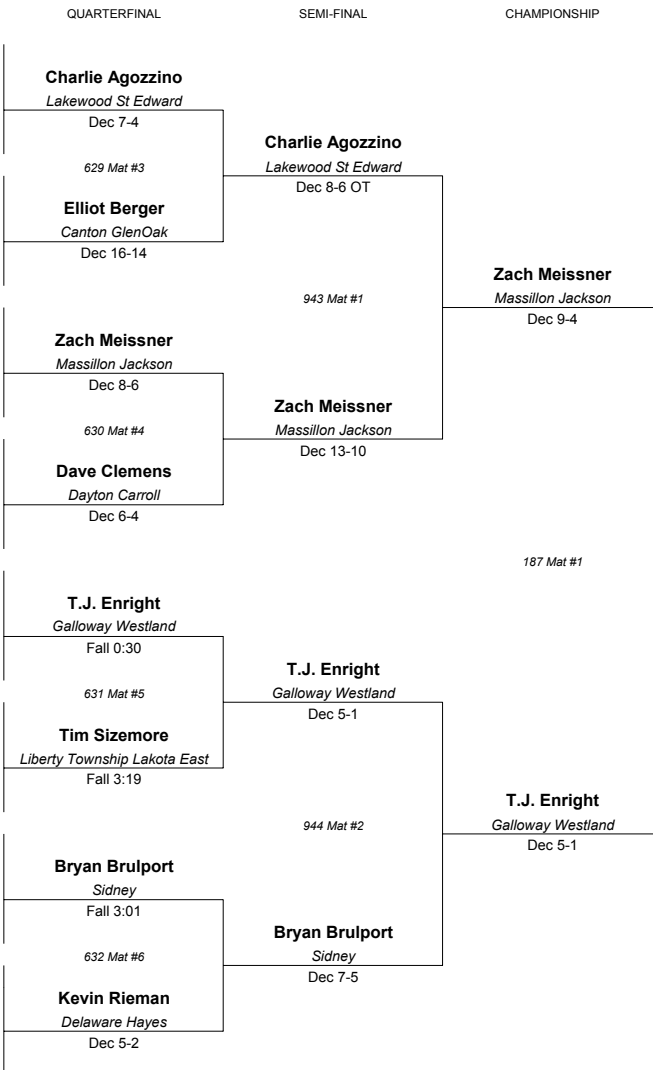 QUARTERFINAL SEMI-FINAL CHAMPIONSHIP
Charlie Agozzino
Lakewood St Edward
Dec 7-4
629 Mat #3
Elliot Berger
Canton GlenOak
Dec 16-14
Zach Meissner
Massillon Jackson
Dec 8-6
630 Mat #4
Dave Clemens
Dayton Carroll
Dec 6-4
T.J. Enright
Galloway Westland
Fall 0:30
631 Mat #5
Tim Sizemore
Liberty Township Lakota East
Fall 3:19
Bryan Brulport
Sidney
Fall 3:01
632 Mat #6
Kevin Rieman
Delaware Hayes
Dec 5-2
Charlie Agozzino
Lakewood St Edward
Dec 8-6 OT
943 Mat #1
Zach Meissner
Massillon Jackson
Dec 13-10
T.J. Enright
Galloway Westland
Dec 5-1
944 Mat #2
Bryan Brulport
Sidney
Dec 7-5
Zach Meissner
Massillon Jackson
Dec 9-4
187 Mat #1
T.J. Enright
Galloway Westland
Dec 5-1